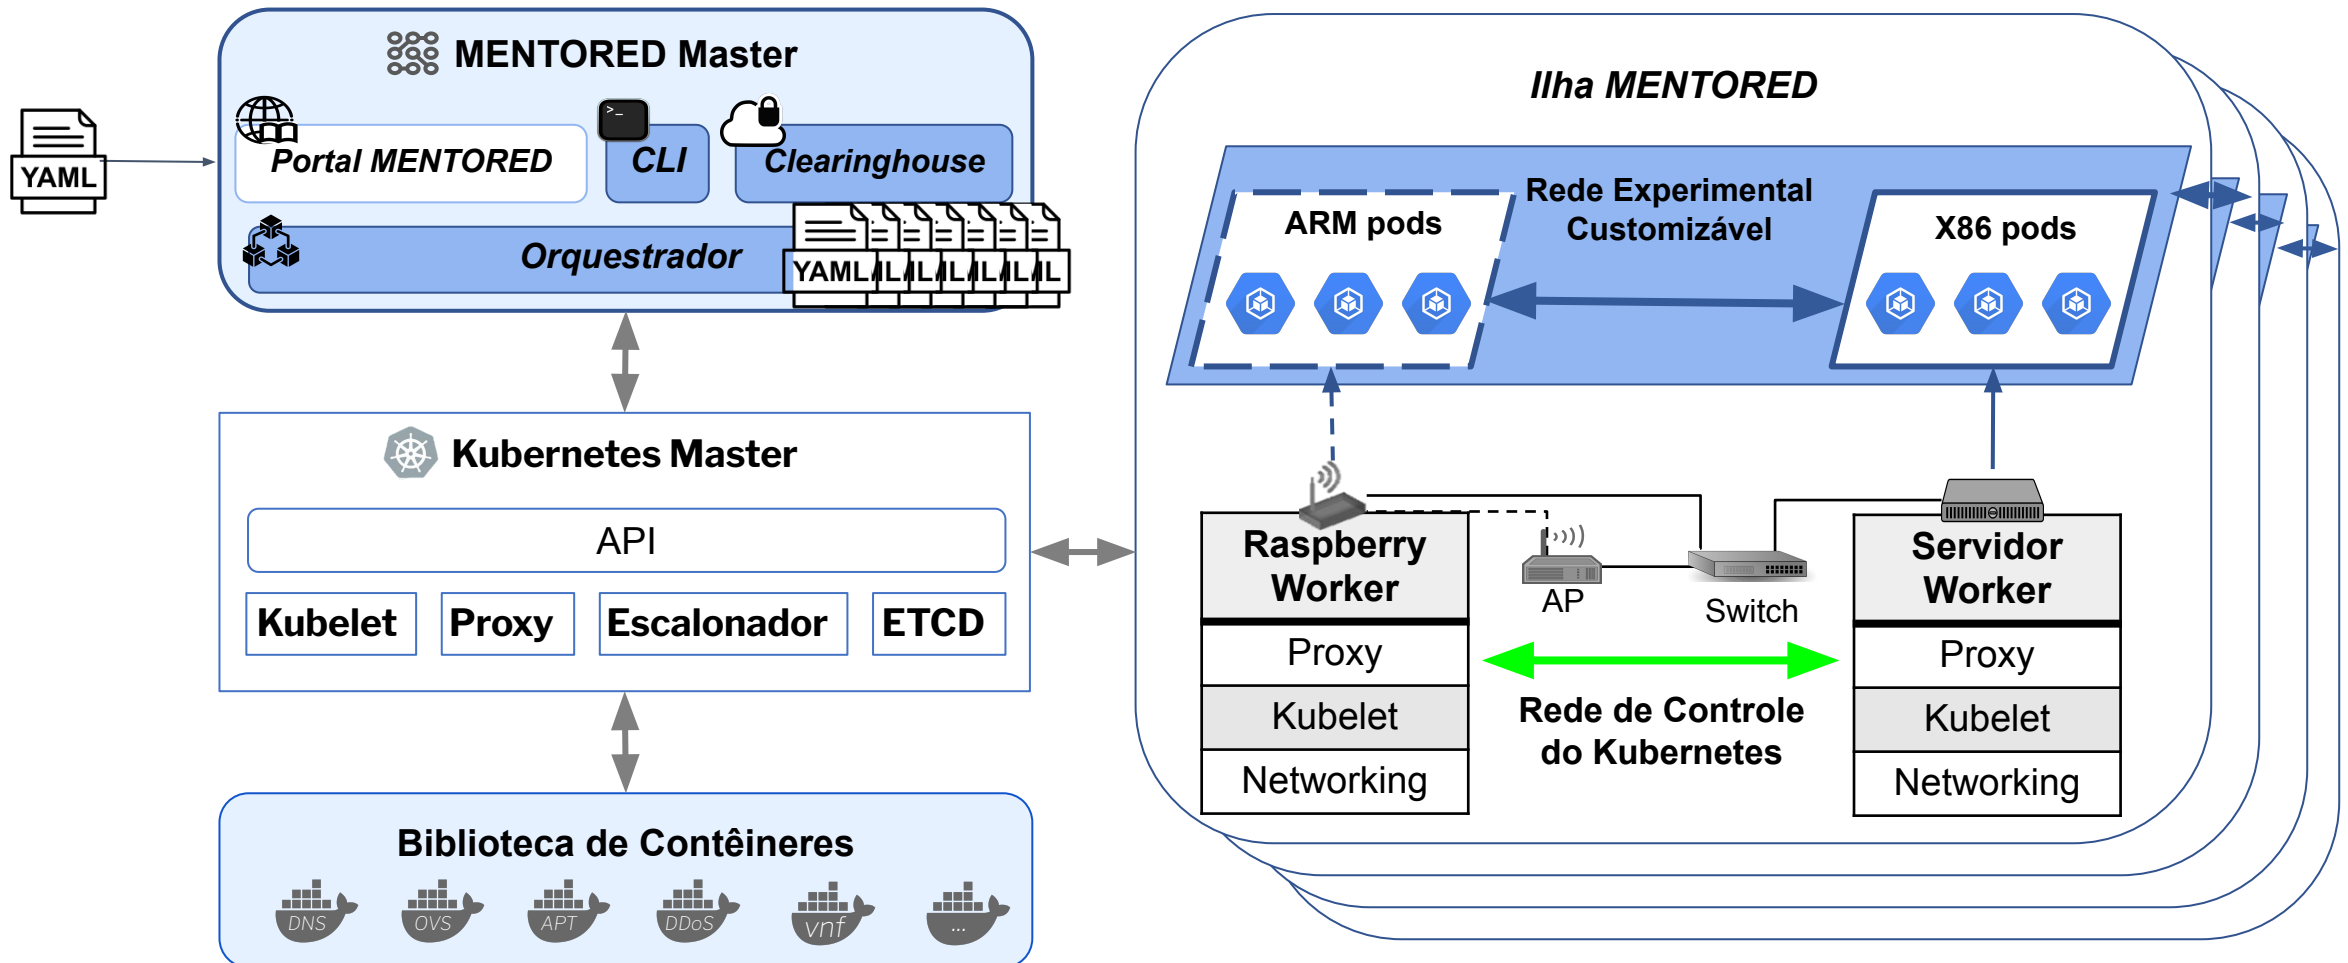 MENTORED Master
YAML
Portal MENTORED
>_
CLI
Clearinghouse
Orquestrador
YAML
Kubernetes Master
API
Kubelet
Proxy
Escalonador
ETCD
Biblioteca de Contêineres
DNS
OVS
APT
DDoS
vnf
...
Ilha MENTORED
Rede Experimental
Customizável
ARM pods
X86 pods
Raspberry
Worker
Proxy
Kubelet
Networking
AP
Switch
Servidor
Worker
Proxy
Kubelet
Networking
Rede de Controle
do Kubernetes